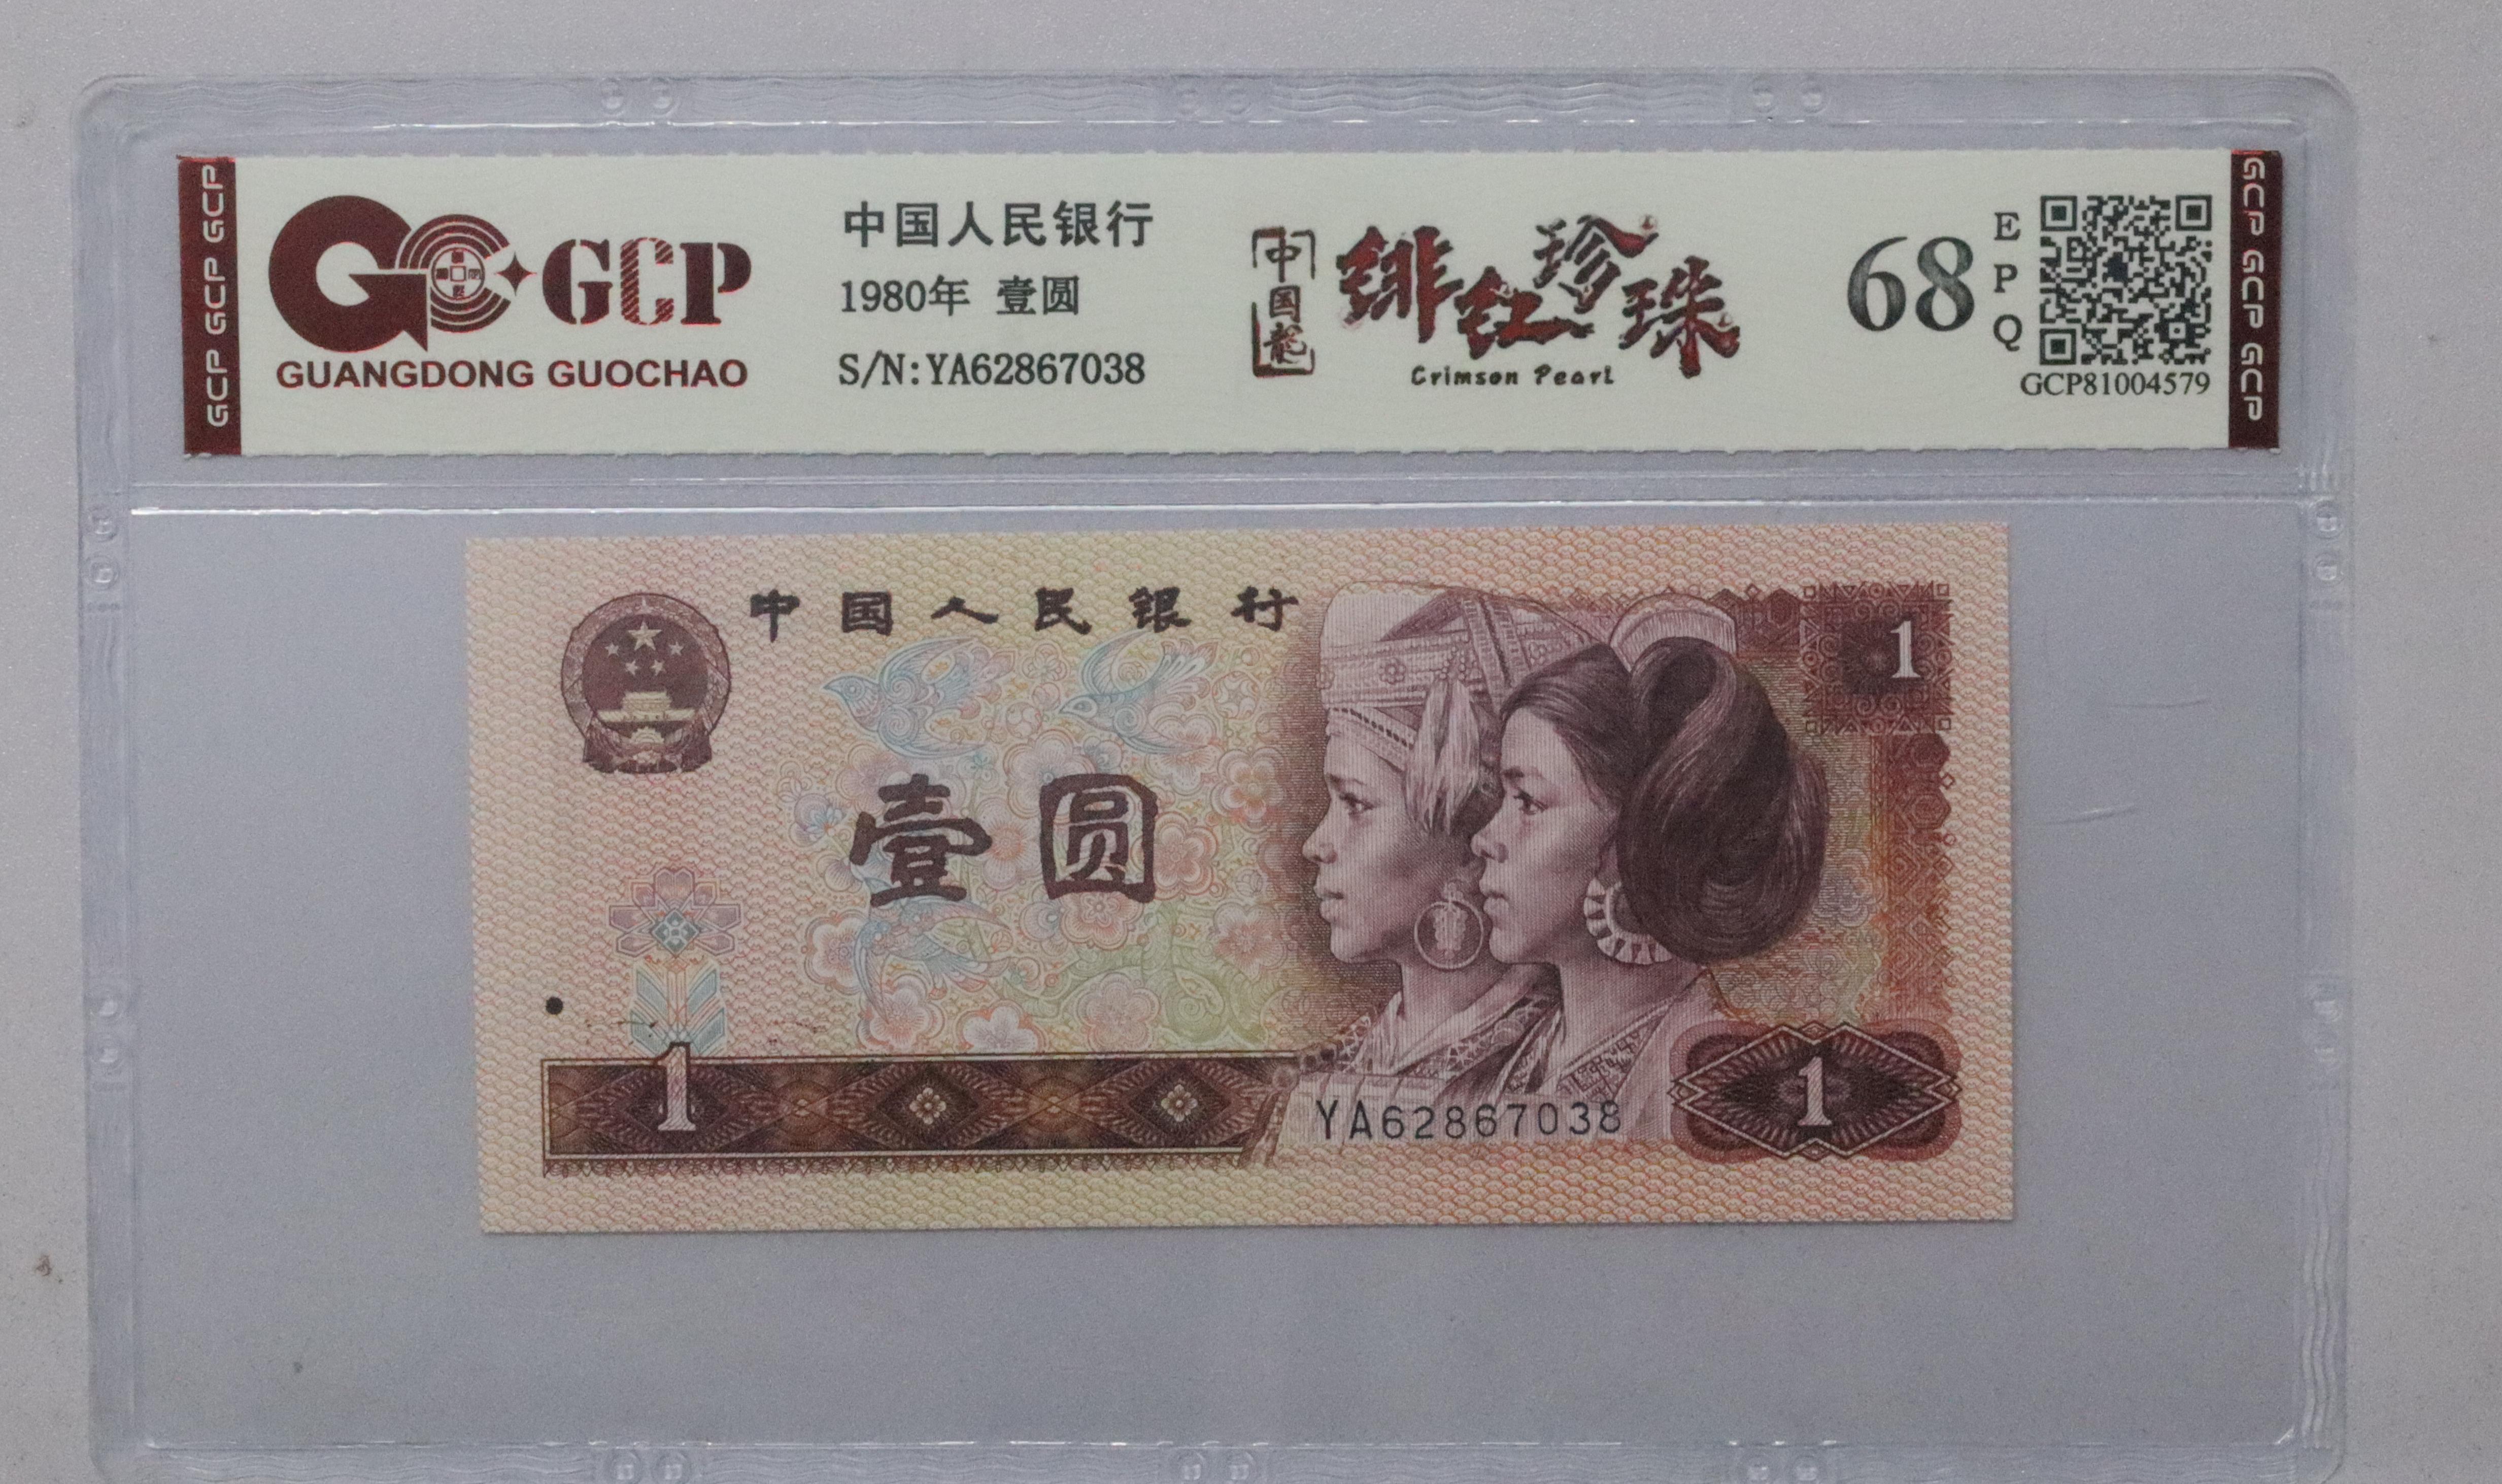 GCP GCP GCP
GCP
GUANGDONG GUOCHAO
中国人民银行
1980年 壹圆
S/N:YA62867038
中国龍
绯红珍珠
Crimson Pearl
68
EPQ
GCP81004579
GCP GCP GCP
中国人民银行
1
壹圆
1
YA62867038
1